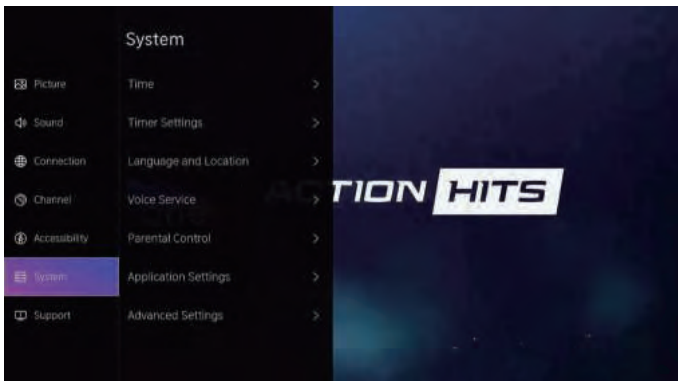 System
Picture
Sound
Connection
Channel
Accessibility
System
Support
Time
Timer Settings
Language and Location
Voice Service
Parental Control
Application Settings
Advanced Settings
ACTION HITS